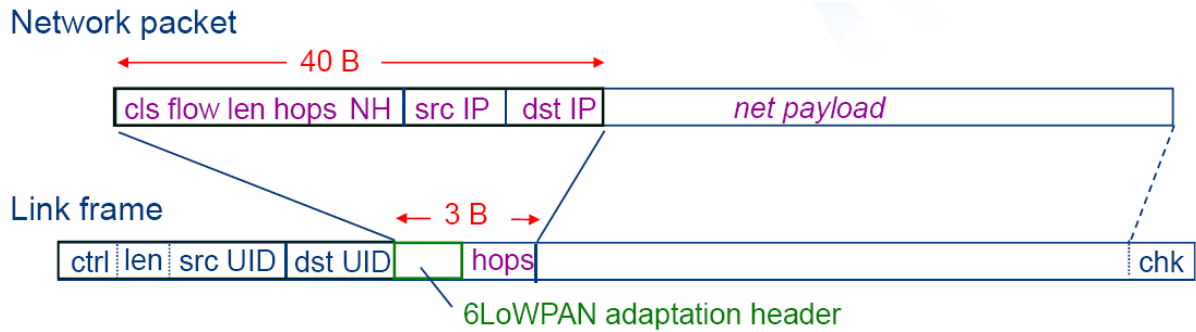 Network packet
40 B
cls flow len hops NH src IP dst IP net payload
Link frame
3 B
ctrl len src UID dst UID hops chk
6LoWPAN adaptation header